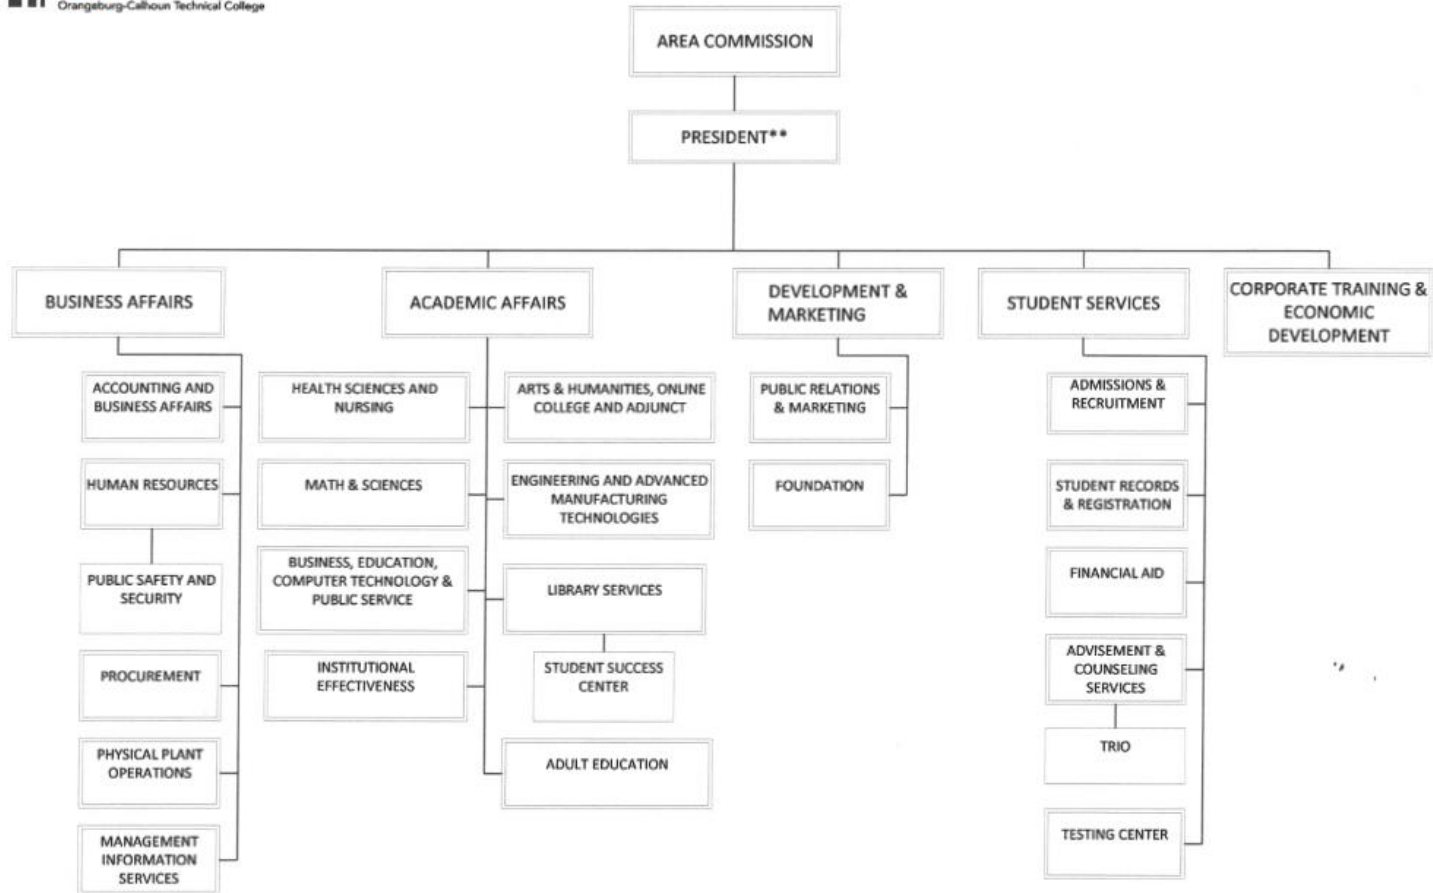 Orangeburg-Calhoun Technical College
AREA COMMISSION
PRESIDENT**
BUSINESS AFFAIRS
ACCOUNTING AND
BUSINESS AFFAIRS
HUMAN RESOURCES
PUBLIC SAFETY AND
SECURITY
PROCUREMENT
PHYSICAL PLANT
OPERATIONS
MANAGEMENT
INFORMATION
SERVICES
ACADEMIC AFFAIRS
HEALTH SCIENCES AND
NURSING
MATH & SCIENCES
BUSINESS, EDUCATION,
COMPUTER TECHNOLOGY &
PUBLIC SERVICE
INSTITUTIONAL
EFFECTIVENESS
ARTS & HUMANITIES, ONLINE
COLLEGE AND ADJUNCT
ENGINEERING AND ADVANCED
MANUFACTURING
TECHNOLOGIES
LIBRARY SERVICES
STUDENT SUCCESS
CENTER
ADULT EDUCATION
DEVELOPMENT &
MARKETING
PUBLIC RELATIONS
& MARKETING
FOUNDATION
STUDENT SERVICES
ADMISSIONS &
RECRUITMENT
STUDENT RECORDS
& REGISTRATION
FINANCIAL AID
ADVISEMENT &
COUNSELING
SERVICES
TRIO
TESTING CENTER
CORPORATE TRAINING &
ECONOMIC
DEVELOPMENT